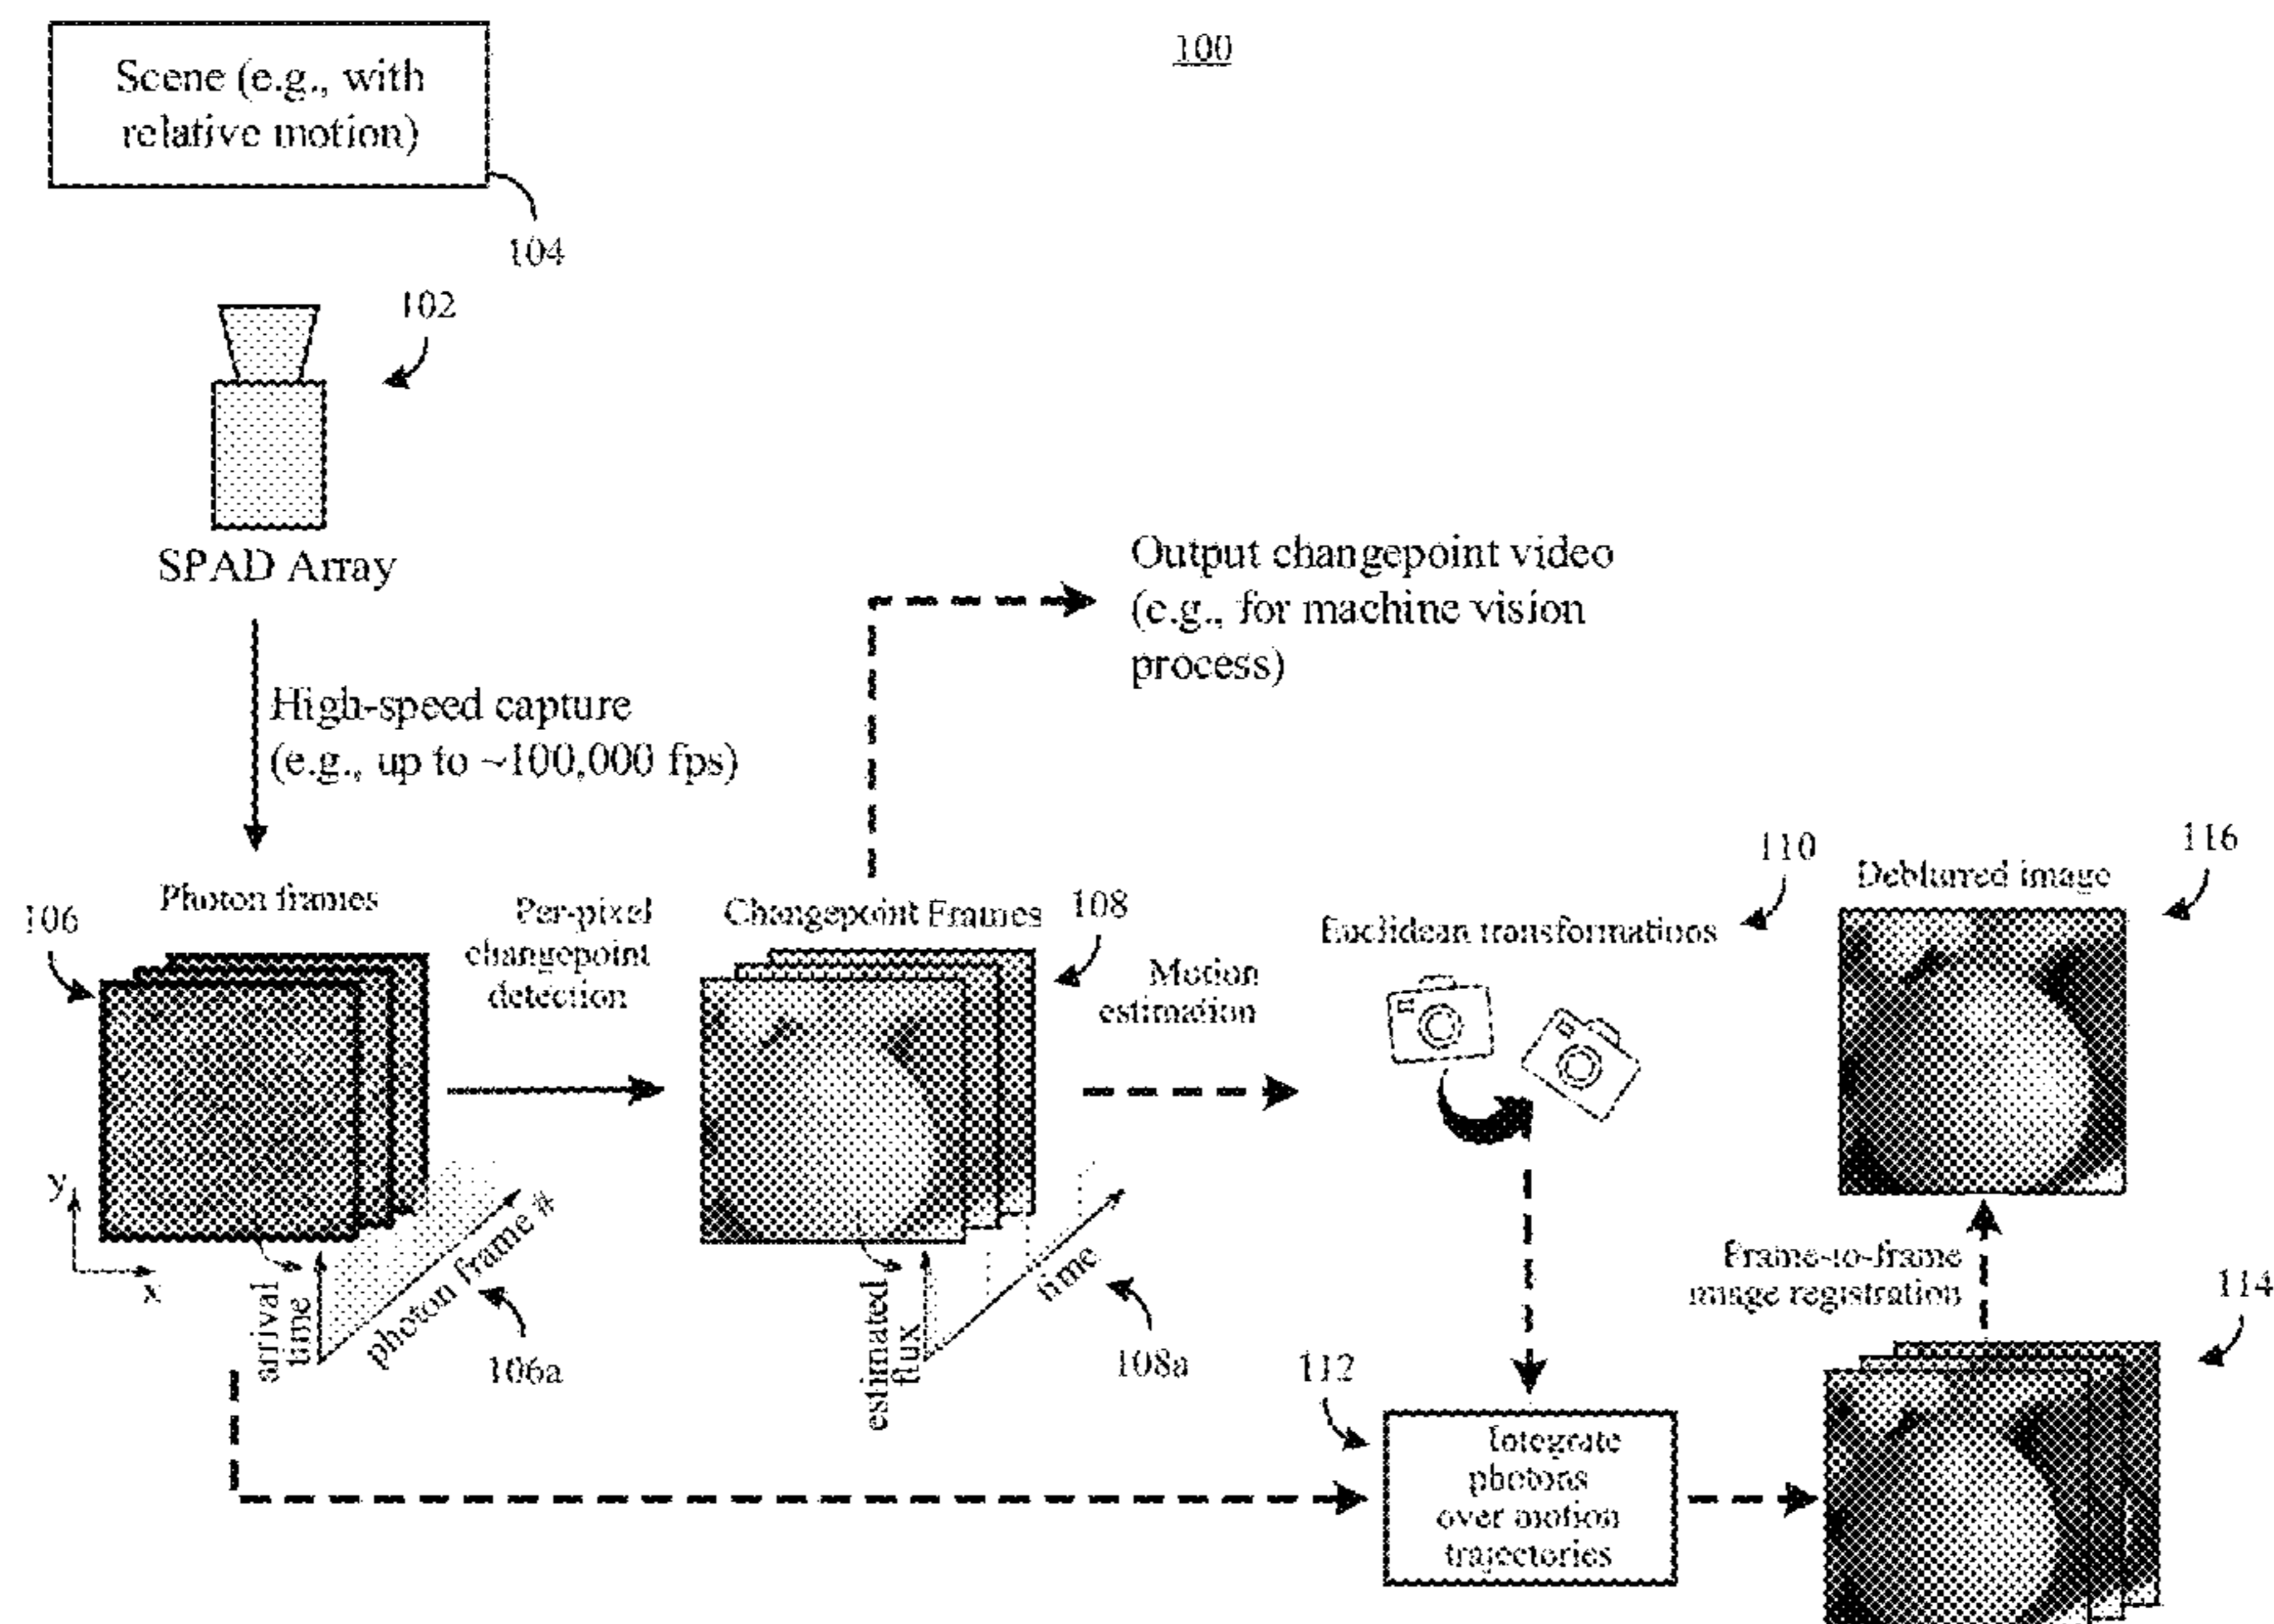 100
Scene (e.g., with
relative motion)
104
102
SPAD Array
Output changepoint video
(e.g., for machine vision
process)
High-speed capture
(e.g., up to ~100,000 fps)
106
Photon frames
Per-pixel
changepoint
detection
Changepoint Frames
108
Motion
estimation
Euclidean transformations
110
Deblurred image
116
y
x
arrival
time
photon frame #
106a
estimated
flux
time
108a
112
Integrate
photons
over motion
trajectories
Frame-to-frame
image registration
114